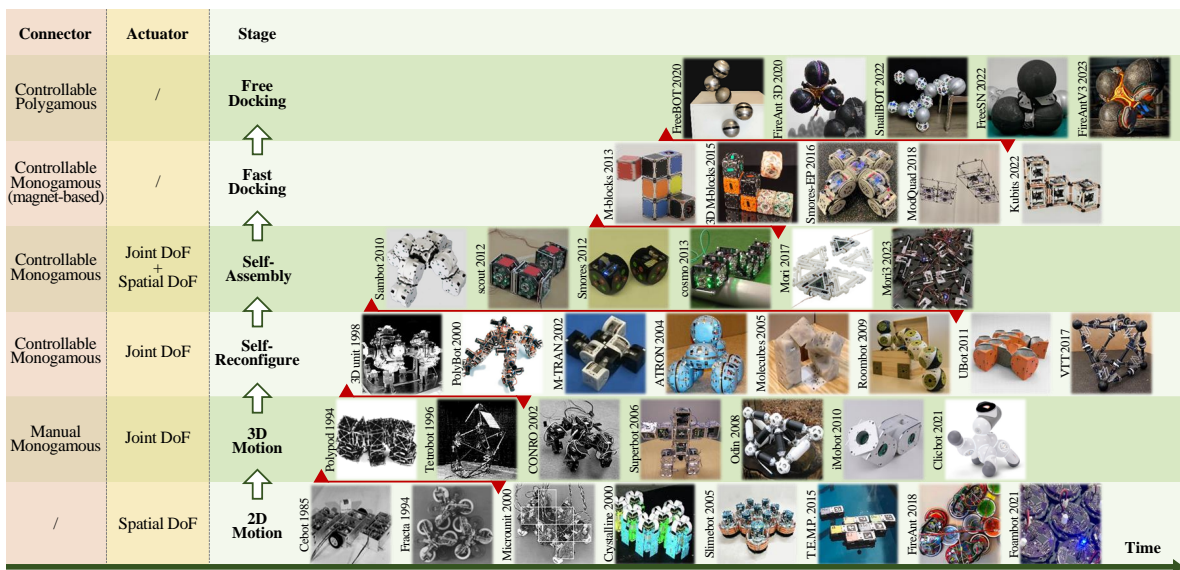 Connector
Actuator
Stage
Controllable
Polygamous
/
Free
Docking
FreeBOT 2020
FireAnt 3D 2020
SnailBOT 2022
FreeSN 2022
FireAntV3 2023
Controllable
Monogamous
(magnet-based)
/
Fast
Docking
M-blocks 2013
3D M-blocks 2015
Smores-EP 2016
ModQuad 2018
Kubits 2022
Controllable
Monogamous
Joint DoF
+
Spatial DoF
Self-
Assembly
Sambot 2010
scout 2012
Smores 2012
cosmo 2013
Mori 2017
Mori3 2023
Controllable
Monogamous
Joint DoF
Self-
Reconfigure
3D unit 1998
PolyBot 2000
M-TRAN 2002
ATRON 2004
Molecubes 2005
Roombot 2009
UBot 2011
VTT 2017
Manual
Monogamous
Joint DoF
3D
Motion
Polypod 1994
Tetrobot 1996
CONRO 2002
Superbot 2006
Odin 2008
iMobot 2010
Clicbot 2021
/
Spatial DoF
2D
Motion
Cebot 1985
Fracta 1994
Microunit 2000
Crystalline 2000
Slimebot 2005
T.E.M.P. 2015
FireAnt 2018
Foambot 2021
Time